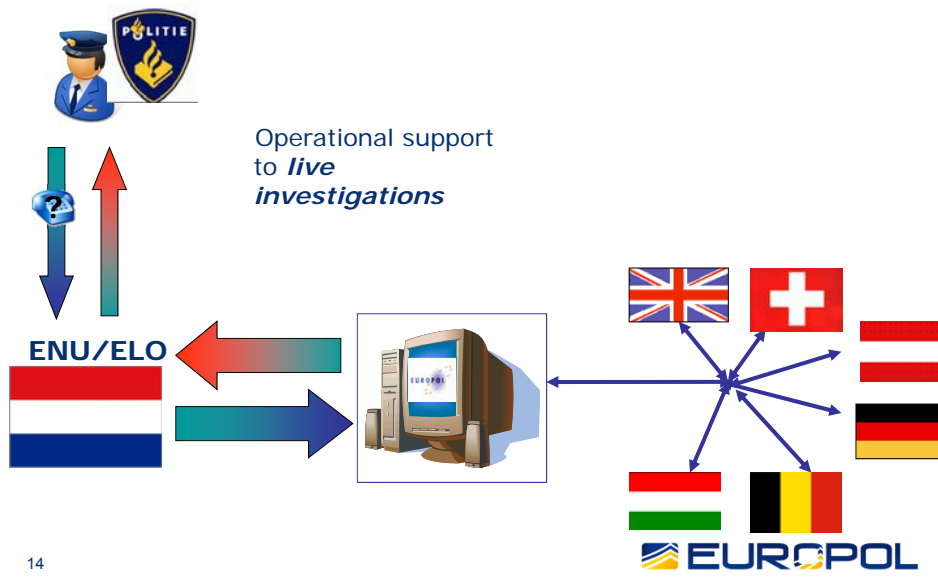 POLITIE
Operational support
to live
investigations
?
ENU/ELO
EUROPOL
14
EUROPOL